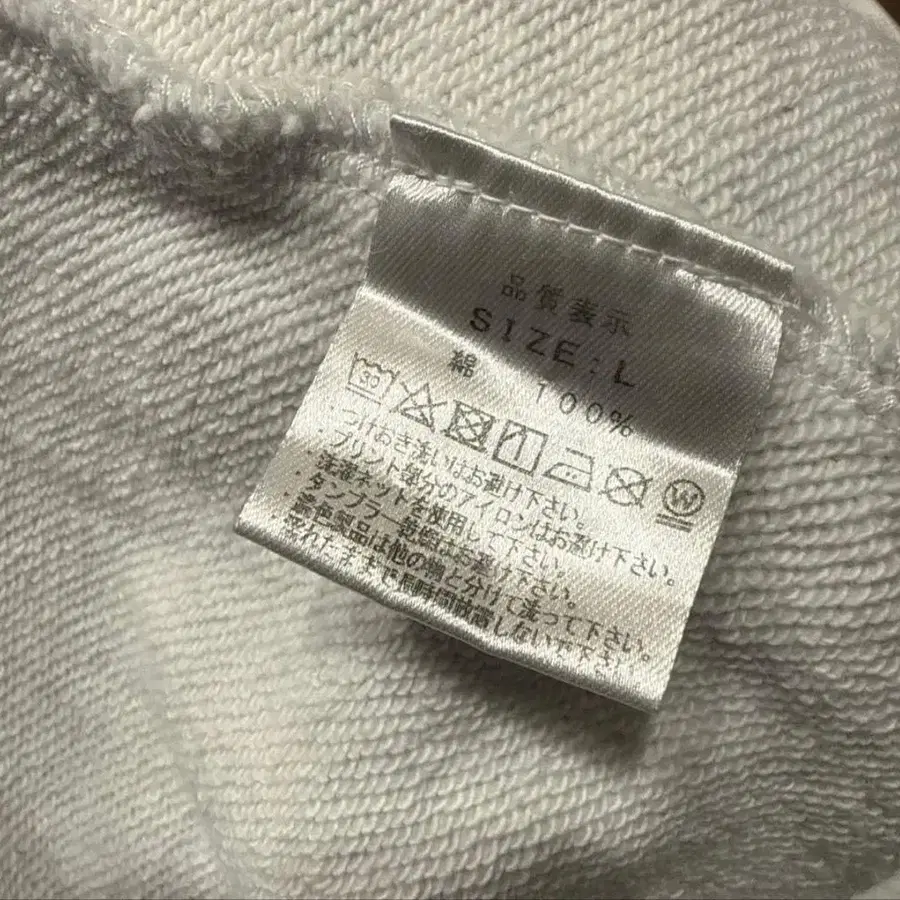 品質表示
SIZE:L
綿 100%
・つけおき洗いはお避け下さい。
・プリント部分のアイロンはお避け下さい。
・洗濯ネットを使用して下さい。
・タンブラー乾燥はお避け下さい。
・濃色製品は他の物と分けて洗って下さい。
・濡れたままで長時間放置しないで下さい。